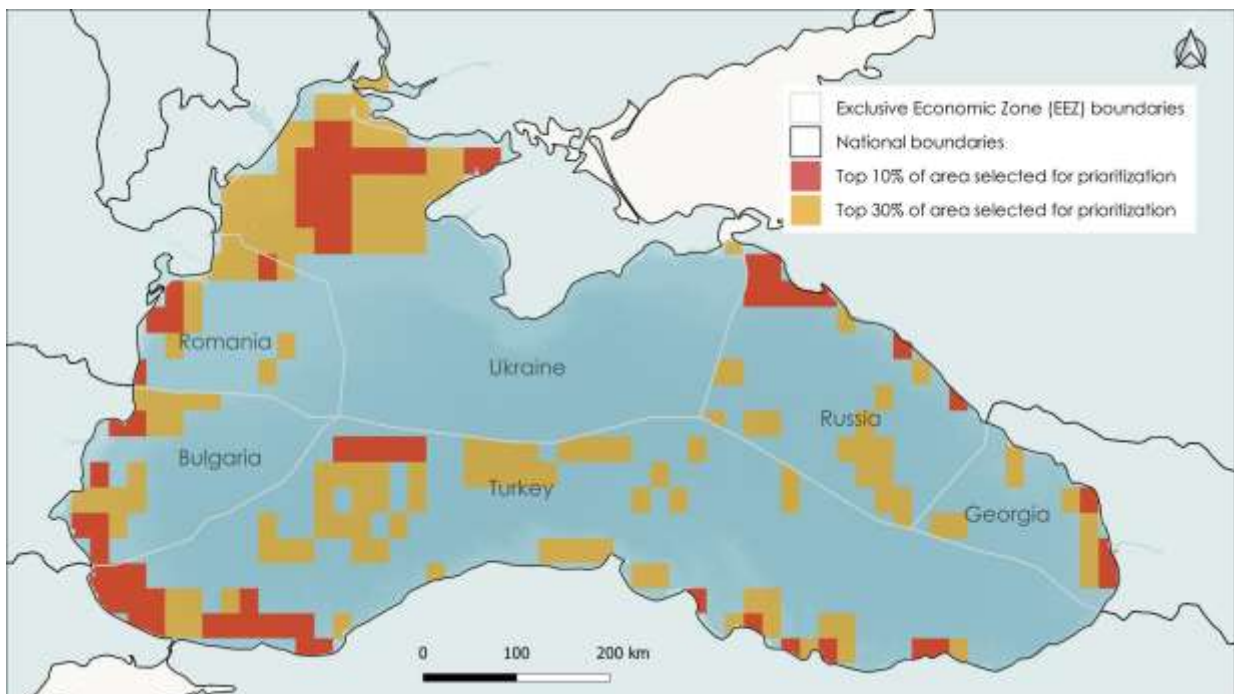 Exclusive Economic Zone (EEZ) boundaries
National boundaries
Top 10% of area selected for prioritization
Top 30% of area selected for prioritization
Romania
Ukraine
Russia
Bulgaria
Turkey
Georgia
0 100 200 km